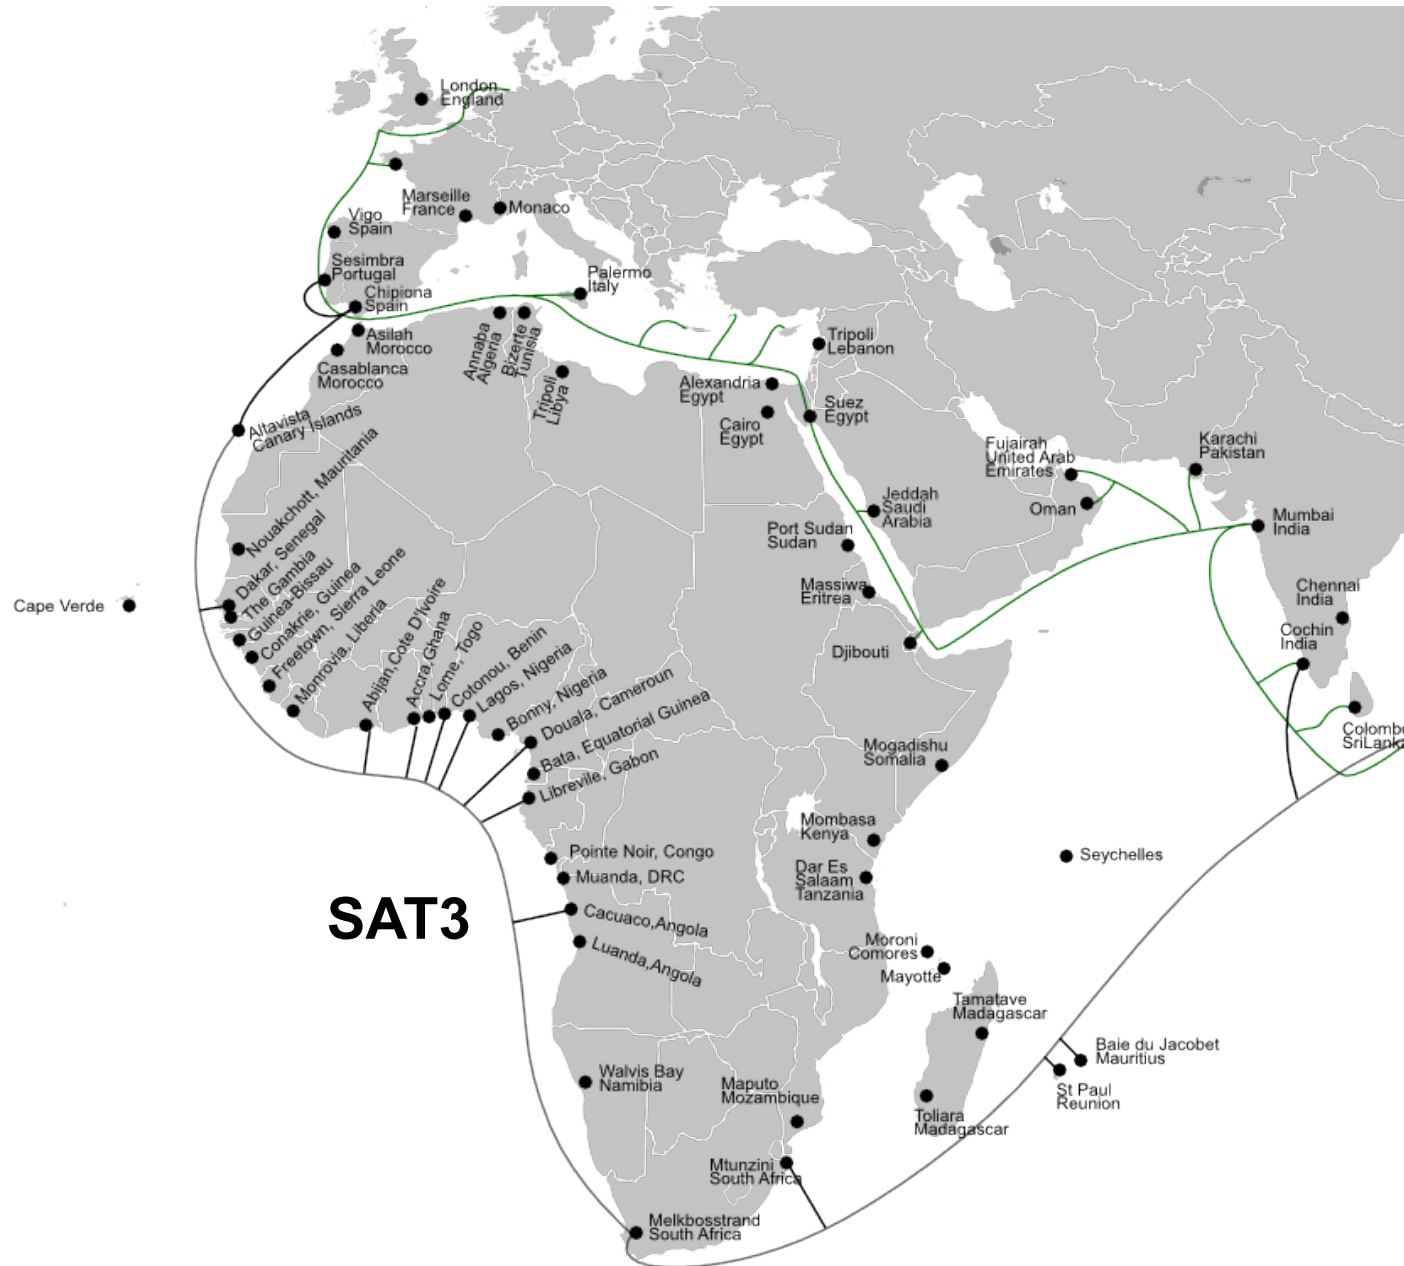 London
England
Marseille
France
Monaco
Vigo
Spain
Sesimbra
Portugal
Palermo
Italy
Chipiona
Spain
Asilah
Morocco
Casablanca
Morocco
Annaba
Algeria
Bizerte
Tunisia
Tripoli
Libya
Tripoli
Lebanon
Alexandria
Egypt
Cairo
Egypt
Suez
Egypt
Altavista
Canary Islands
Fujairah
United Arab
Emirates
Karachi
Pakistan
Oman
Jeddah
Saudi
Arabia
Mumbai
India
Port Sudan
Sudan
Massiwa
Eritrea
Chennai
India
Cochin
India
Djibouti
Nouakchott, Mauritania
Dakar, Senegal
The Gambia
Guinea-Bissau
Conakrie, Guinea
Freetown, Sierra Leone
Monrovia, Liberia
Cape Verde
Abijan,Cote D'Ivoire
Accra,Ghana
Lome, Togo
Cotonou, Benin
Lagos, Nigeria
Bonny, Nigeria
Douala, Cameroun
Bata, Equatorial Guinea
Librevile, Gabon
Colombo
SriLanka
Mogadishu
Somalia
Mombasa
Kenya
Seychelles
Pointe Noir, Congo
Muanda, DRC
Dar Es
Salaam
Tanzania
SAT3
Cacuaco,Angola
Luanda,Angola
Moroni
Comores
Mayotte
Tamatave
Madagascar
Baie du Jacobet
Mauritius
St Paul
Reunion
Walvis Bay
Namibia
Maputo
Mozambique
Toliara
Madagascar
Mtunzini
South Africa
Melkbosstrand
South Africa